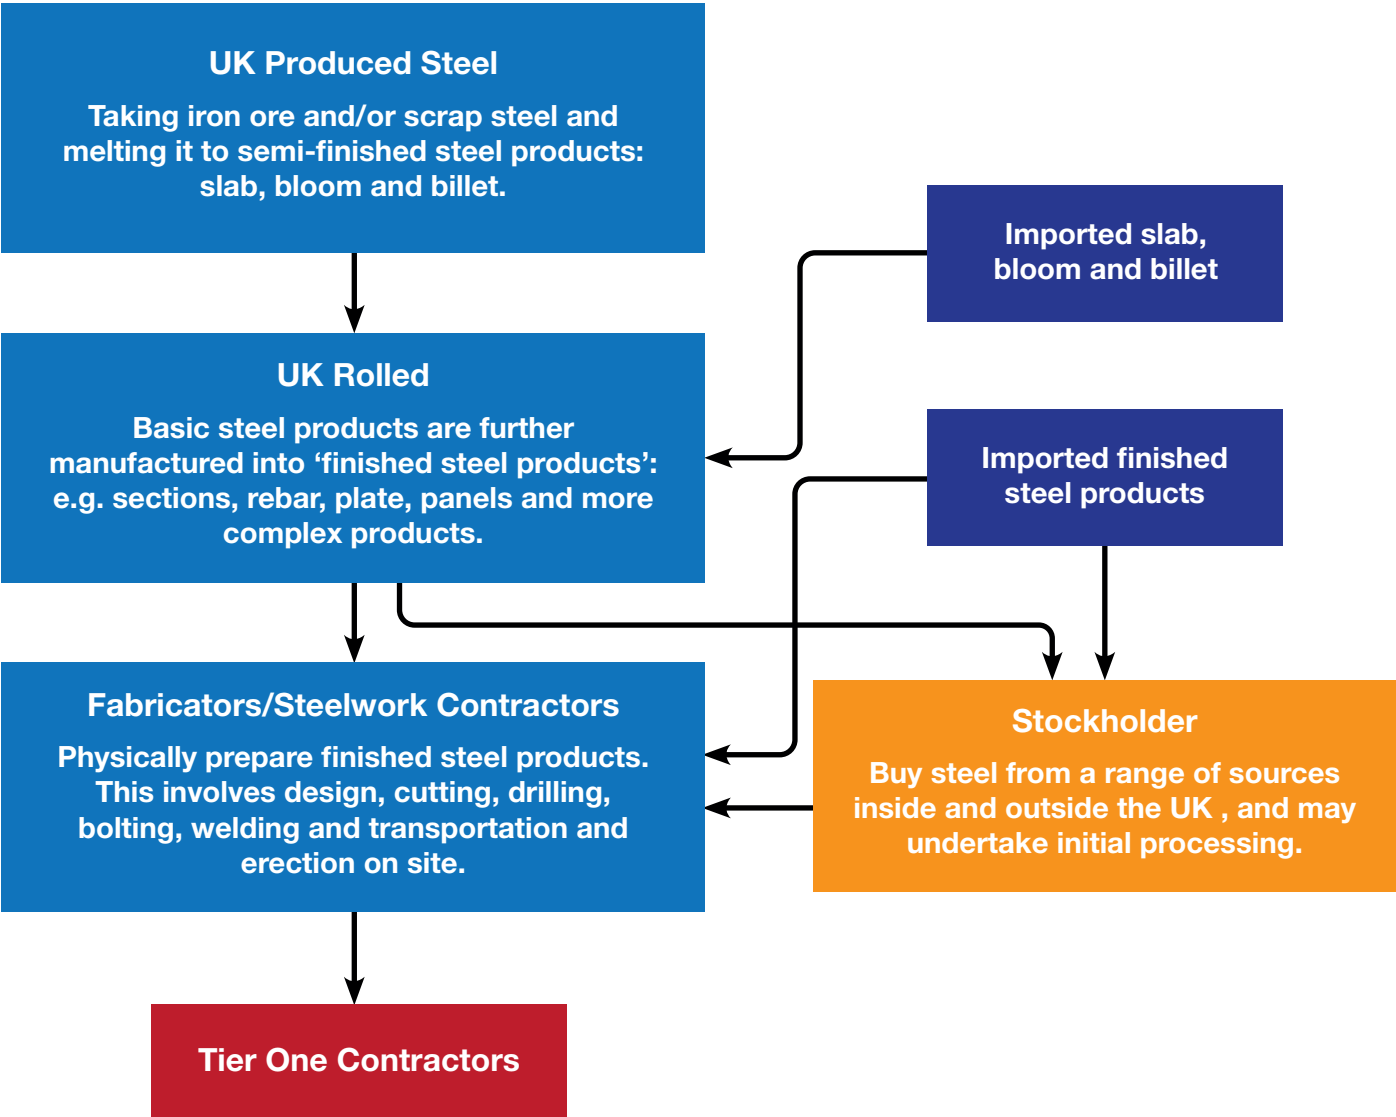 UK Produced Steel
Taking iron ore and/or scrap steel and
melting it to semi-finished steel products:
slab, bloom and billet.
Imported slab,
bloom and billet
UK Rolled
Basic steel products are further
manufactured into ‘finished steel products’:
e.g. sections, rebar, plate, panels and more
complex products.
Imported finished
steel products
Fabricators/Steelwork Contractors
Physically prepare finished steel products.
This involves design, cutting, drilling,
bolting, welding and transportation and
erection on site.
Stockholder
Buy steel from a range of sources
inside and outside the UK , and may
undertake initial processing.
Tier One Contractors